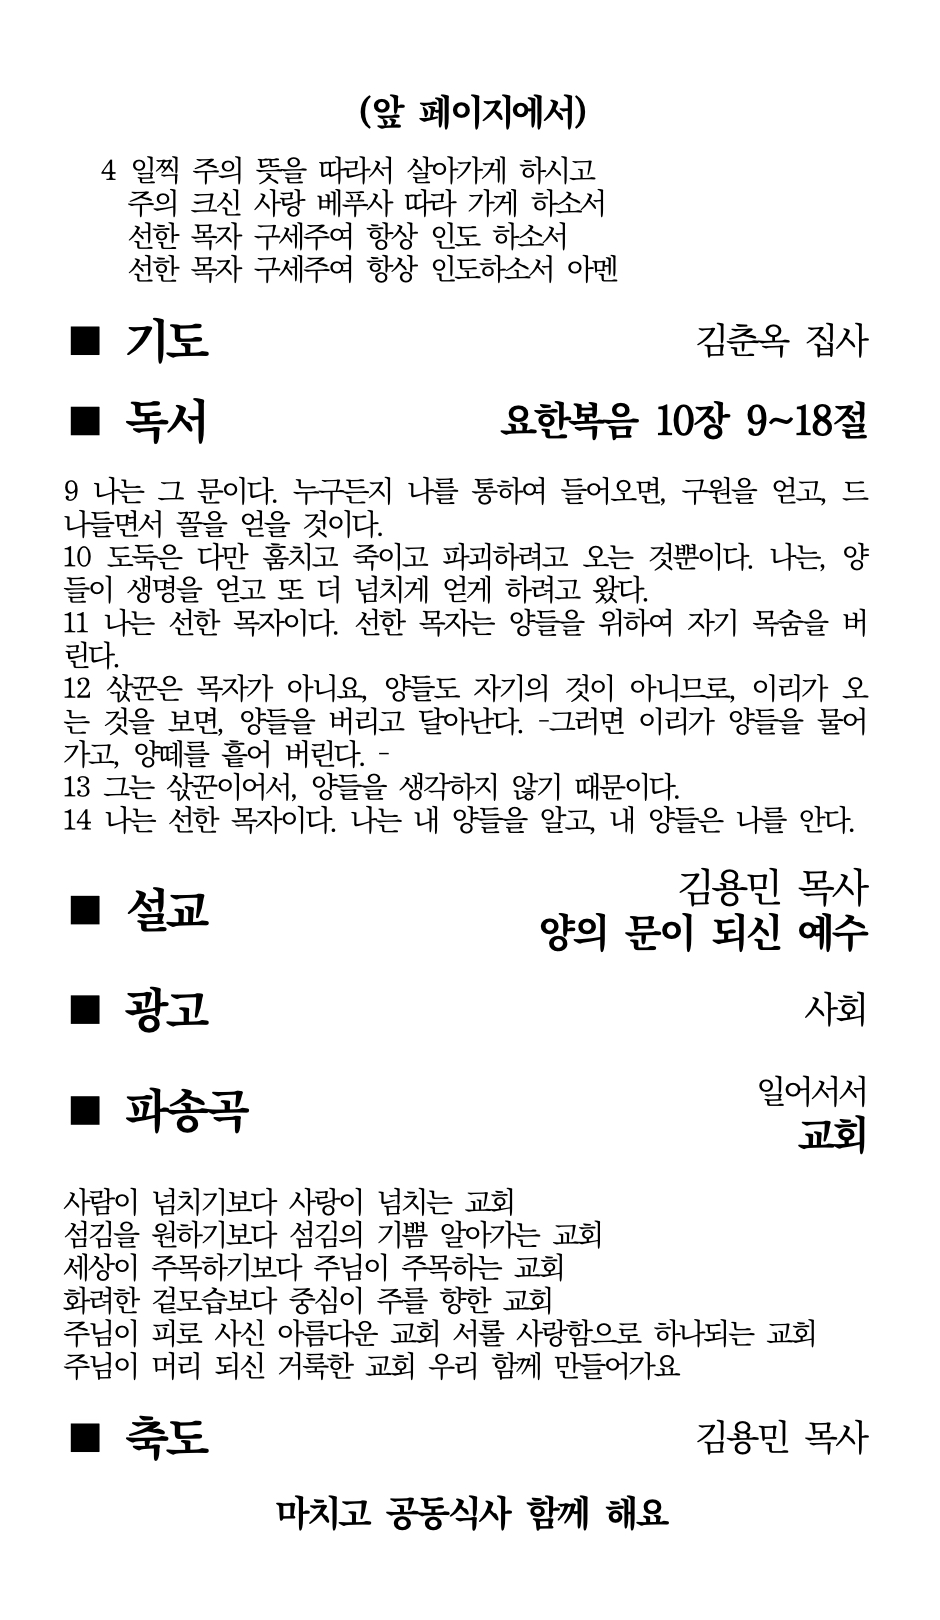 (앞 페이지에서)
4 일찍 주의 뜻을 따라서 살아가게 하시고
주의 크신 사랑 베푸사 따라 가게 하소서
선한 목자 구세주여 항상 인도 하소서
선한 목자 구세주여 항상 인도하소서 아멘
■ 기도 김춘옥 집사
■ 독서 요한복음 10장 9~18절
9 나는 그 문이다. 누구든지 나를 통하여 들어오면, 구원을 얻고, 드
나들면서 꼴을 얻을 것이다.
10 도둑은 다만 훔치고 죽이고 파괴하려고 오는 것뿐이다. 나는, 양
들이 생명을 얻고 또 더 넘치게 얻게 하려고 왔다.
11 나는 선한 목자이다. 선한 목자는 양들을 위하여 자기 목숨을 버
린다.
12 삯꾼은 목자가 아니요, 양들도 자기의 것이 아니므로, 이리가 오
는 것을 보면, 양들을 버리고 달아난다. -그러면 이리가 양들을 물어
가고, 양떼를 흩어 버린다. -
13 그는 삯꾼이어서, 양들을 생각하지 않기 때문이다.
14 나는 선한 목자이다. 나는 내 양들을 알고, 내 양들은 나를 안다.
■ 설교 김용민 목사
양의 문이 되신 예수
■ 광고 사회
■ 파송곡 일어서서
교회
사람이 넘치기보다 사랑이 넘치는 교회
섬김을 원하기보다 섬김의 기쁨 알아가는 교회
세상이 주목하기보다 주님이 주목하는 교회
화려한 겉모습보다 중심이 주를 향한 교회
주님이 피로 사신 아름다운 교회 서롤 사랑함으로 하나되는 교회
주님이 머리 되신 거룩한 교회 우리 함께 만들어가요
■ 축도 김용민 목사
마치고 공동식사 함께 해요